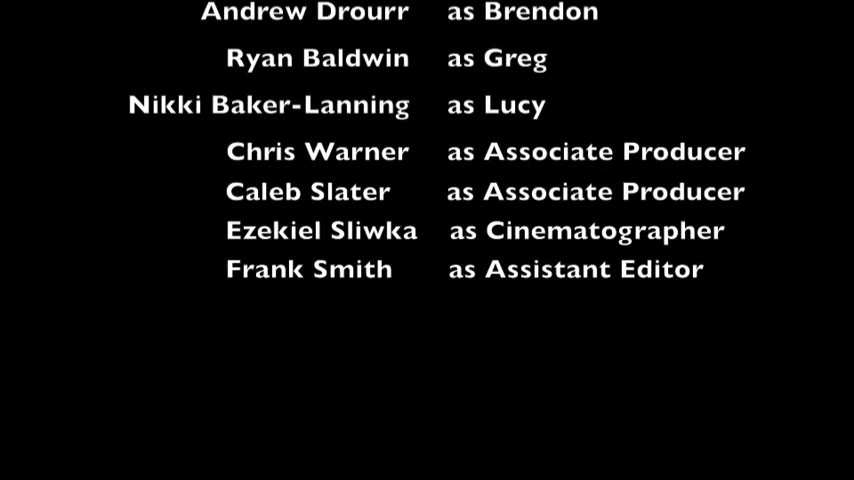 Andrew Drourr as Brendon
Ryan Baldwin as Greg
Nikki Baker-Lanning as Lucy
Chris Warner as Associate Producer
Caleb Slater as Associate Producer
Ezekiel Sliwka as Cinematographer
Frank Smith as Assistant Editor